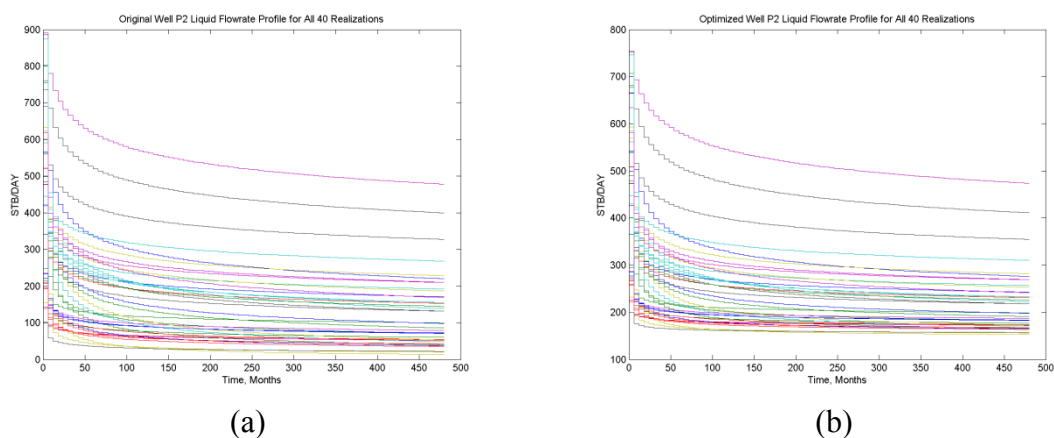 Original Well P2 Liquid Flowrate Profile for All 40 Realizations
900
800
700
600
500
400
300
200
100
0
STB/DAY
0 50 100 150 200 250 300 350 400 450 500
Time, Months
(a)
Optimized Well P2 Liquid Flowrate Profile for All 40 Realizations
800
700
600
500
400
300
200
100
STB/DAY
0 50 100 150 200 250 300 350 400 450 500
Time, Months
(b)